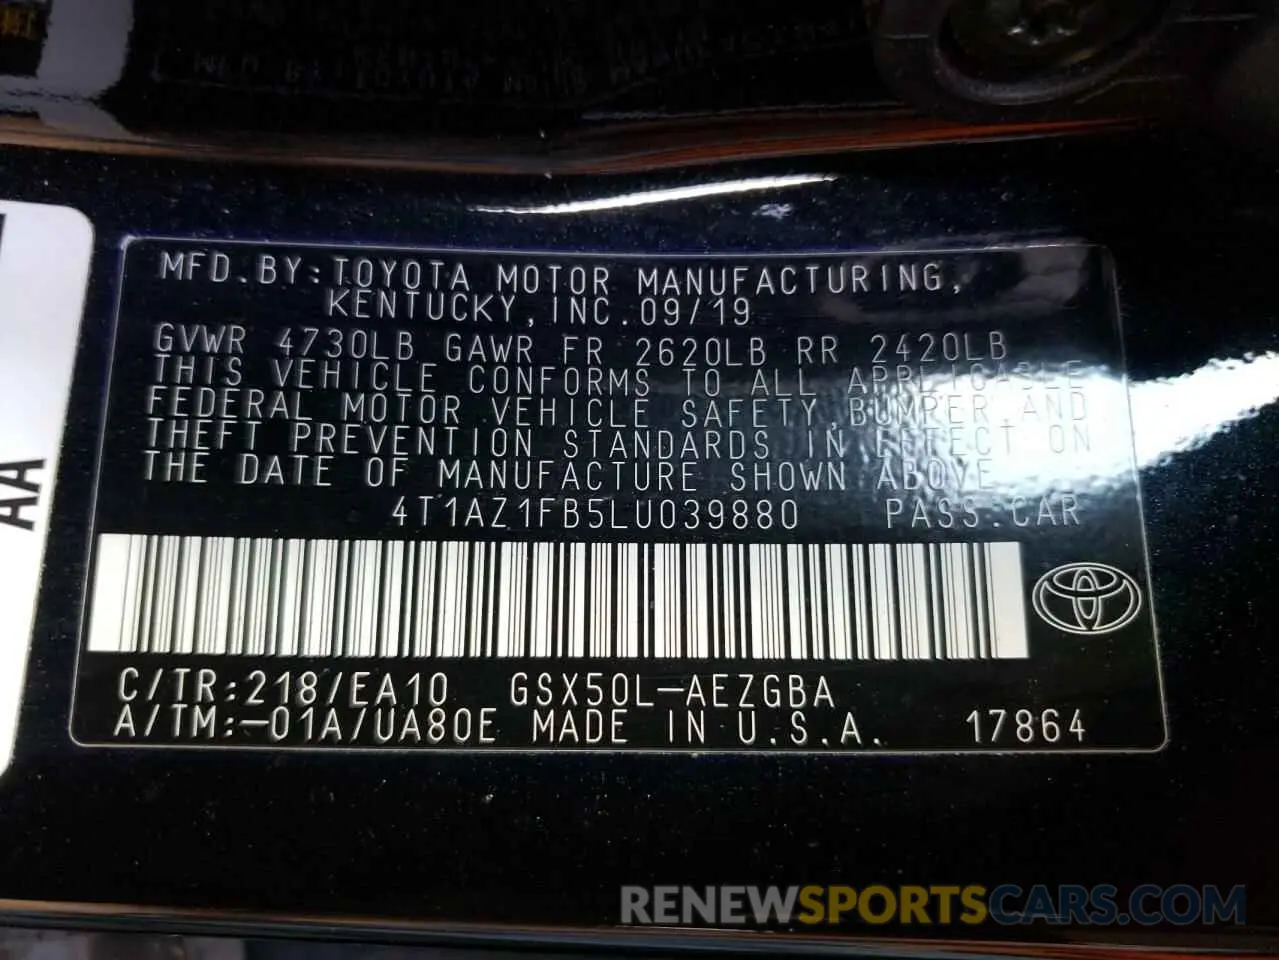 MFD.BY:TOYOTA MOTOR MANUFACTURING,
KENTUCKY,INC.09/19
GVWR 4730LB GAWR FR 2620LB RR 2420LB
THIS VEHICLE CONFORMS TO ALL APPLICABLE
FEDERAL MOTOR VEHICLE SAFETY,BUMPER,AND
THEFT PREVENTION STANDARDS IN EFFECT ON
THE DATE OF MANUFACTURE SHOWN ABOVE
4T1AZ1FB5LU039880 PASS.CAR
C/TR:218/EA10 GSX50L-AEZGBA
A/TM:-01A/UA80E MADE IN U.S.A. 17864
AA
RENEWSPORTSCARS.COM